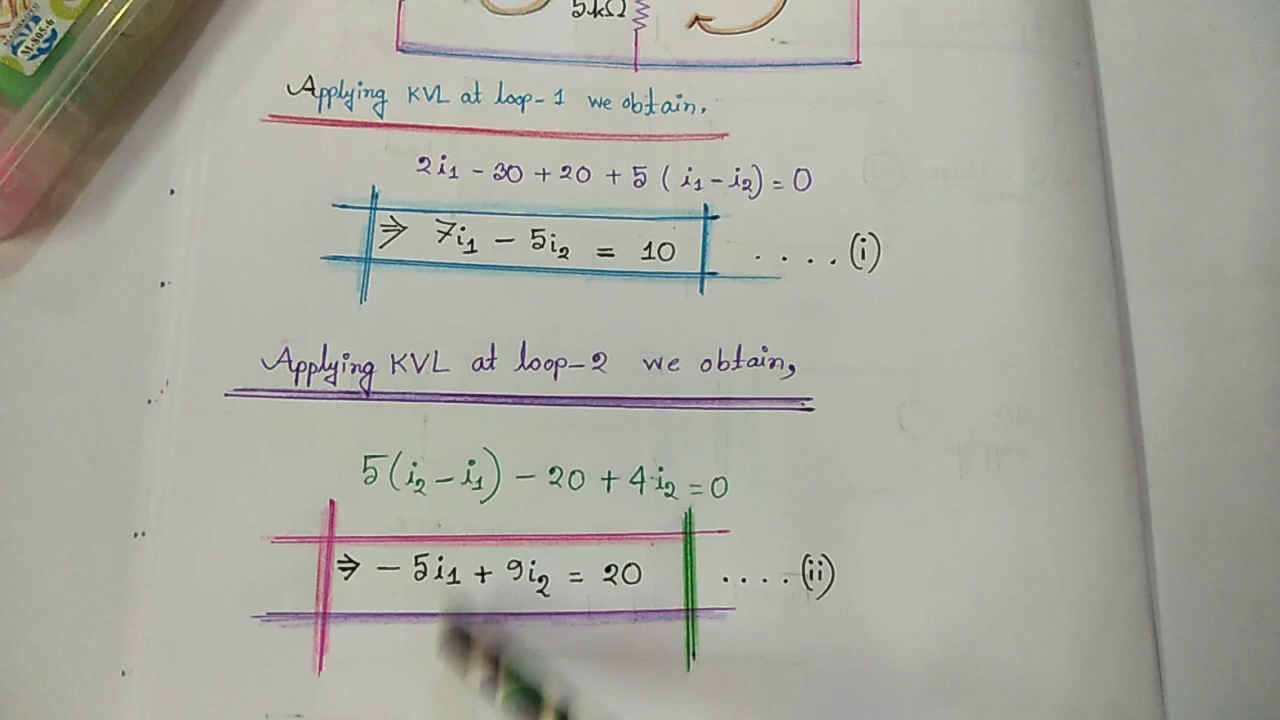 5kΩ
Applying KVL at loop-1 we obtain.
2i₁ - 30 + 20 + 5 ( i₁ - i₂) = 0
⇒ 7i₁ - 5i₂ = 10 ....(i)
Applying KVL at loop-2 we obtain,
5(i₂ - i₁) - 20 + 4i₂ = 0
⇒ - 5i₁ + 9i₂ = 20 ....(ii)